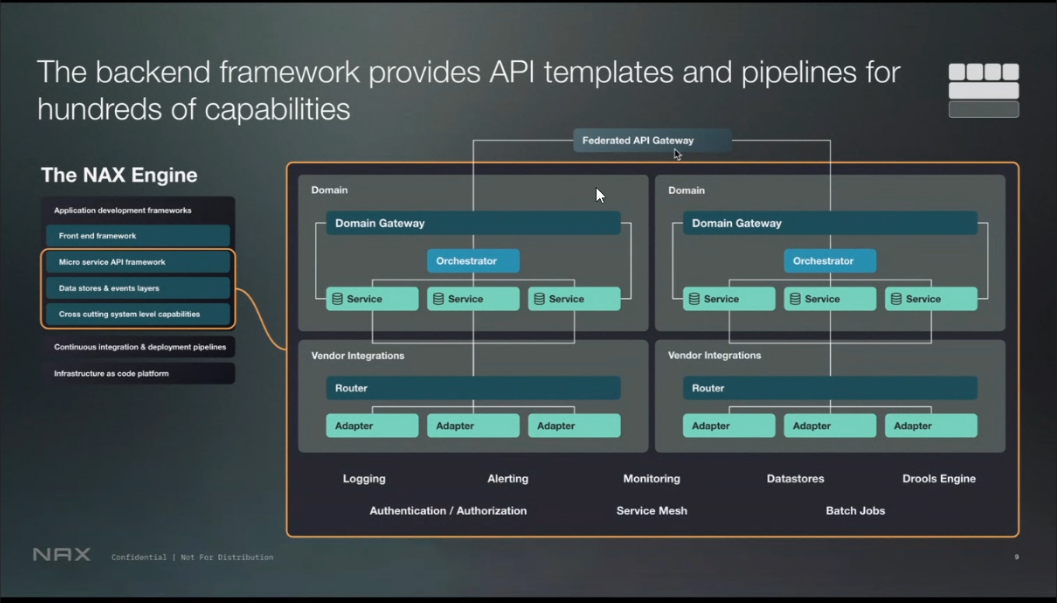 The backend framework provides API templates and pipelines for
hundreds of capabilities
The NAX Engine
Application development frameworks
Front end framework
Micro service API framework
Data stores & events layers
Cross cutting system level capabilities
Continuous integration & deployment pipelines
Infrastructure as code platform
Federated API Gateway
Domain
Domain Gateway
Orchestrator
Service
Service
Service
Vendor Integrations
Router
Adapter
Adapter
Adapter
Domain
Domain Gateway
Orchestrator
Service
Service
Service
Vendor Integrations
Router
Adapter
Adapter
Adapter
Logging
Alerting
Monitoring
Datastores
Drools Engine
Authentication / Authorization
Service Mesh
Batch Jobs
NAX
Confidential | Not For Distribution
9